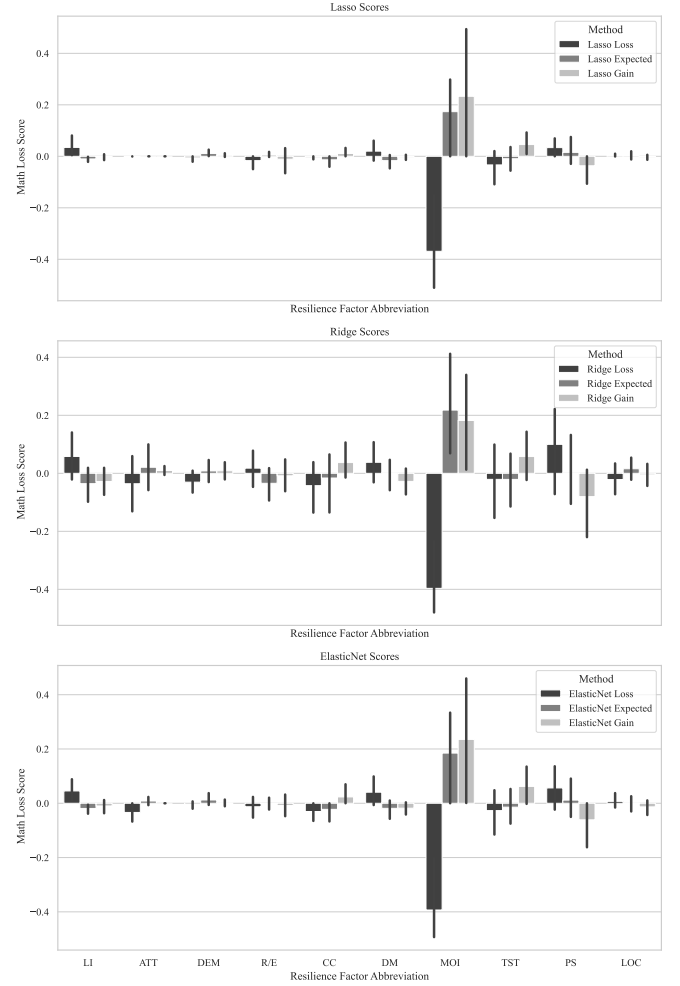 Lasso Scores
Math Loss Score
0.4
0.2
0.0
−0.2
−0.4
Method
Lasso Loss
Lasso Expected
Lasso Gain
Resilience Factor Abbreviation
Ridge Scores
Math Loss Score
0.4
0.2
0.0
−0.2
−0.4
Method
Ridge Loss
Ridge Expected
Ridge Gain
Resilience Factor Abbreviation
ElasticNet Scores
Math Loss Score
0.4
0.2
0.0
−0.2
−0.4
Method
ElasticNet Loss
ElasticNet Expected
ElasticNet Gain
LI ATT DEM R/E CC DM MOI TST PS LOC
Resilience Factor Abbreviation